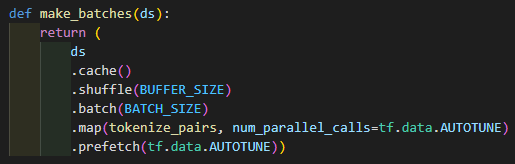 def make_batches(ds):
    return (
        ds
        .cache()
        .shuffle(BUFFER_SIZE)
        .batch(BATCH_SIZE)
        .map(tokenize_pairs, num_parallel_calls=tf.data.AUTOTUNE)
        .prefetch(tf.data.AUTOTUNE))